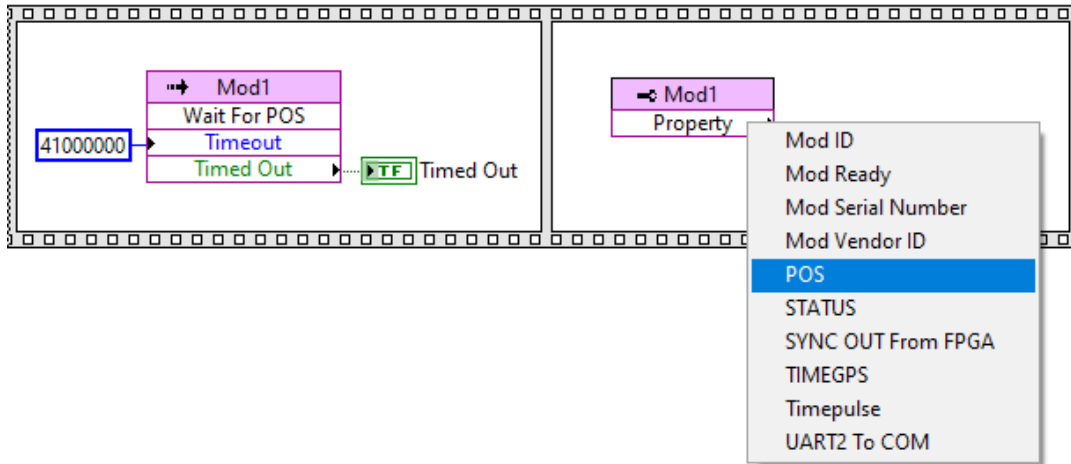 Mod1
Wait For POS
41000000
Timeout
Timed Out
TF
Timed Out
Mod1
Property
Mod ID
Mod Ready
Mod Serial Number
Mod Vendor ID
POS
STATUS
SYNC OUT From FPGA
TIMEGPS
Timepulse
UART2 To COM